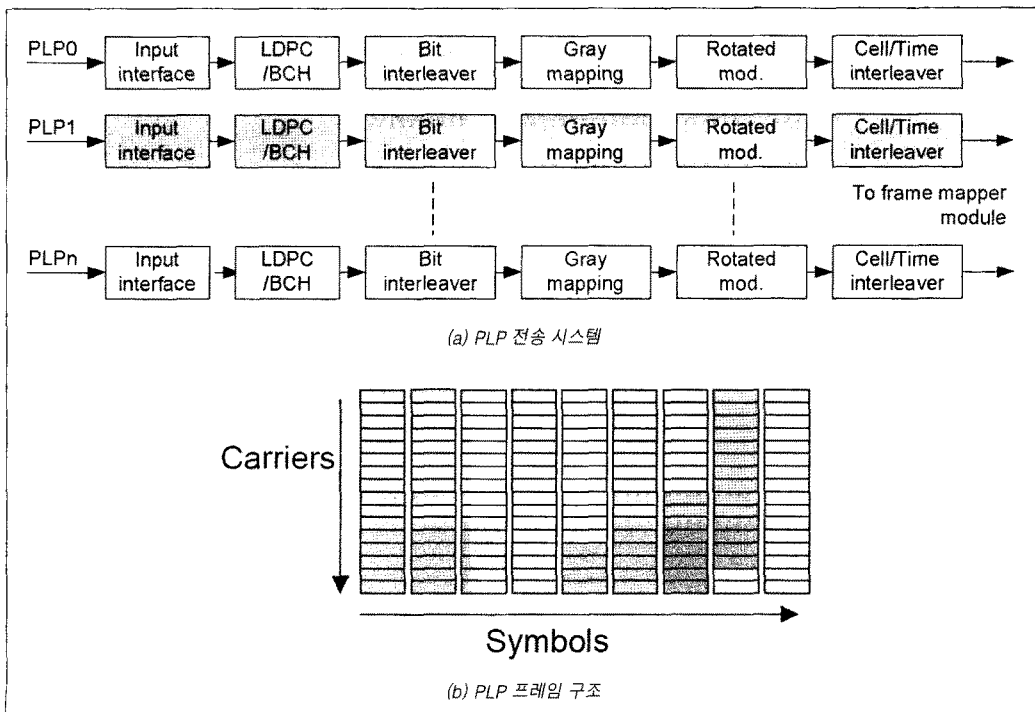 PLP0
Input
interface
LDPC
/BCH
Bit
interleaver
Gray
mapping
Rotated
mod.
Cell/Time
interleaver
PLP1
Input
interface
LDPC
/BCH
Bit
interleaver
Gray
mapping
Rotated
mod.
Cell/Time
interleaver
To frame mapper
module
PLPn
Input
interface
LDPC
/BCH
Bit
interleaver
Gray
mapping
Rotated
mod.
Cell/Time
interleaver
(a) PLP 전송 시스템
Carriers
Symbols
(b) PLP 프레임 구조